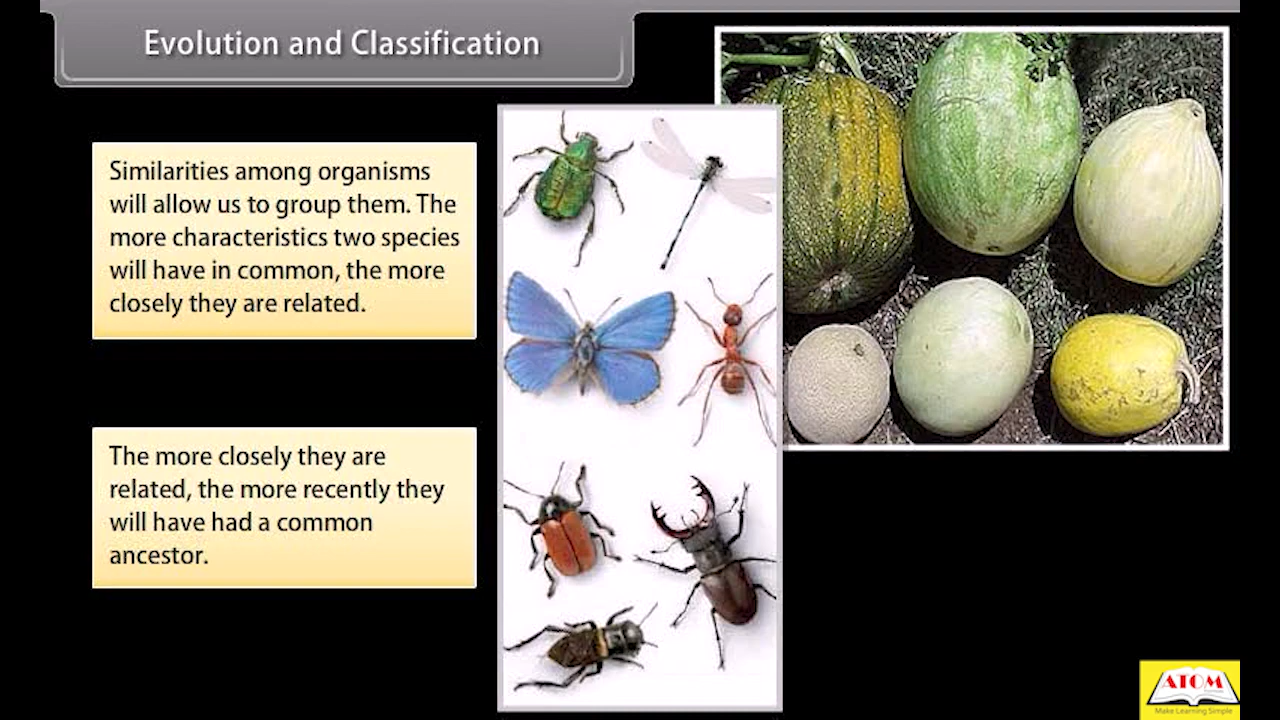 Evolution and Classification
Similarities among organisms
will allow us to group them. The
more characteristics two species
will have in common, the more
closely they are related.
The more closely they are
related, the more recently they
will have had a common
ancestor.
ATOM
Make Learning Simple